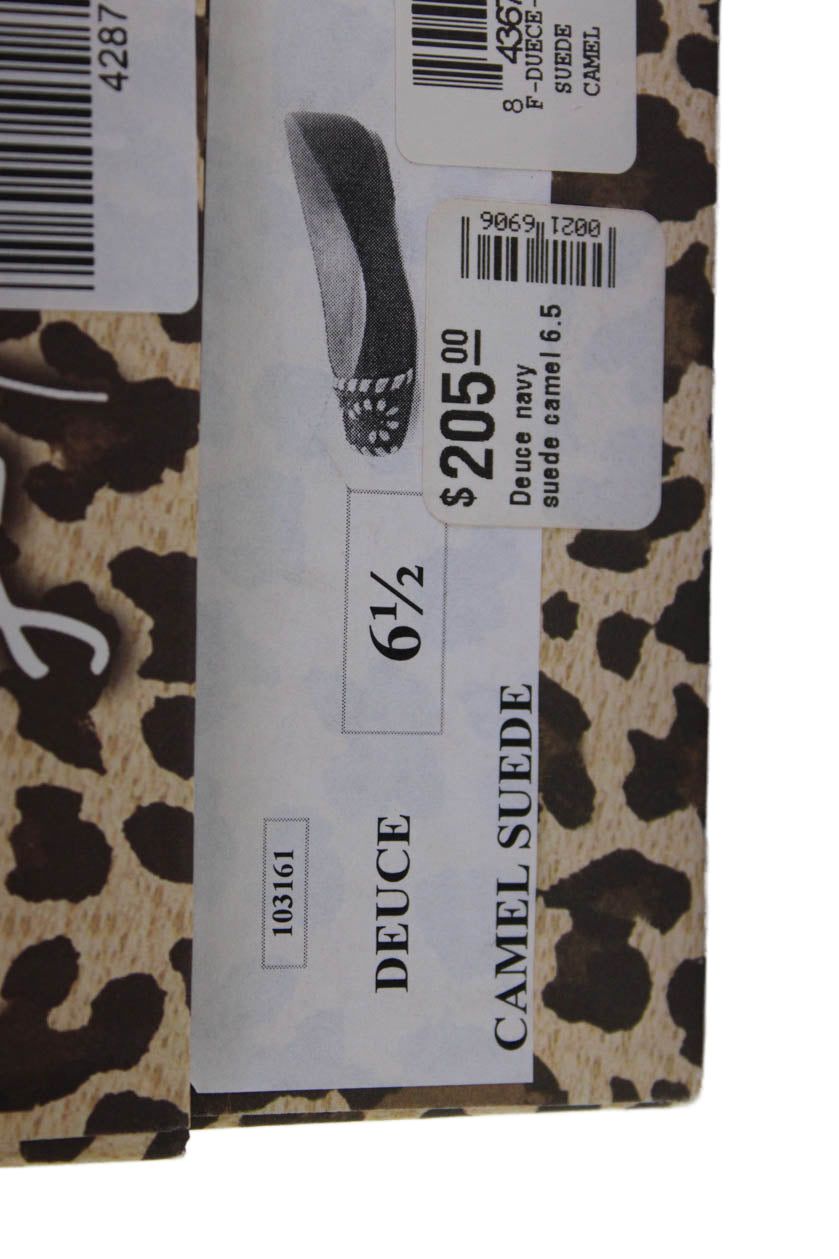 4287
8 4367
F-DUECE-
SUEDE
CAMEL
0021 6906
$205 00
Deuce navy
suede camel 6.5
6½
103161
DEUCE
CAMEL SUEDE